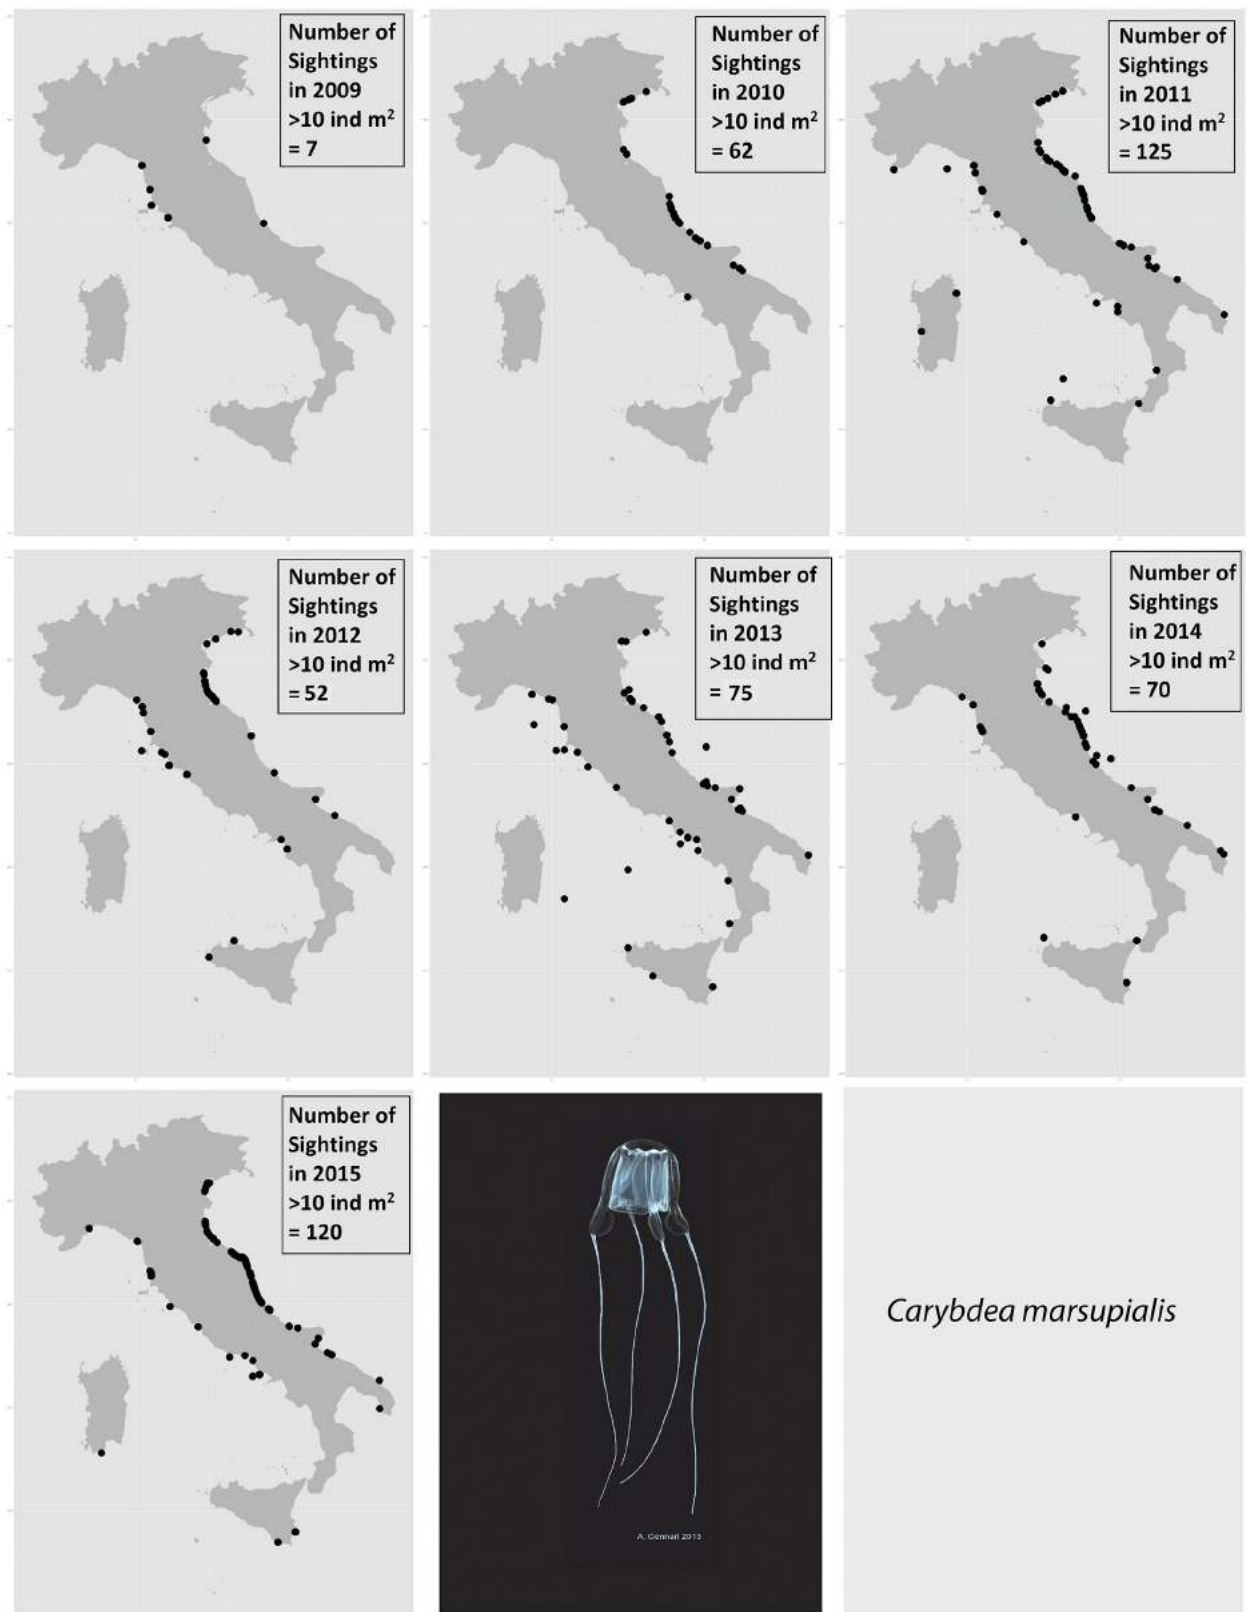 Number of
Sightings
in 2009
>10 ind m²
= 7
Number of
Sightings
in 2010
>10 ind m²
= 62
Number of
Sightings
in 2011
>10 ind m²
= 125
Number of
Sightings
in 2012
>10 ind m²
= 52
Number of
Sightings
in 2013
>10 ind m²
= 75
Number of
Sightings
in 2014
>10 ind m²
= 70
Number of
Sightings
in 2015
>10 ind m²
= 120
A. Gennari 2013
Carybdea marsupialis